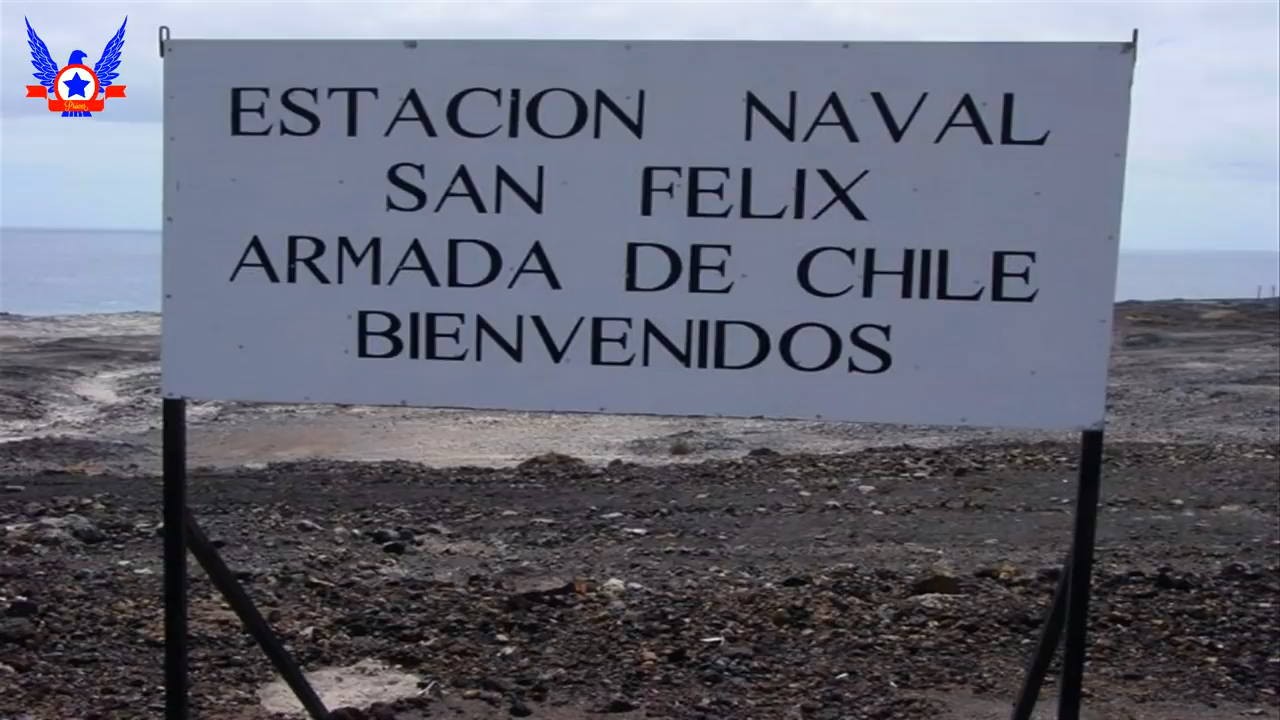 ESTACION NAVAL
SAN FELIX
ARMADA DE CHILE
BIENVENIDOS